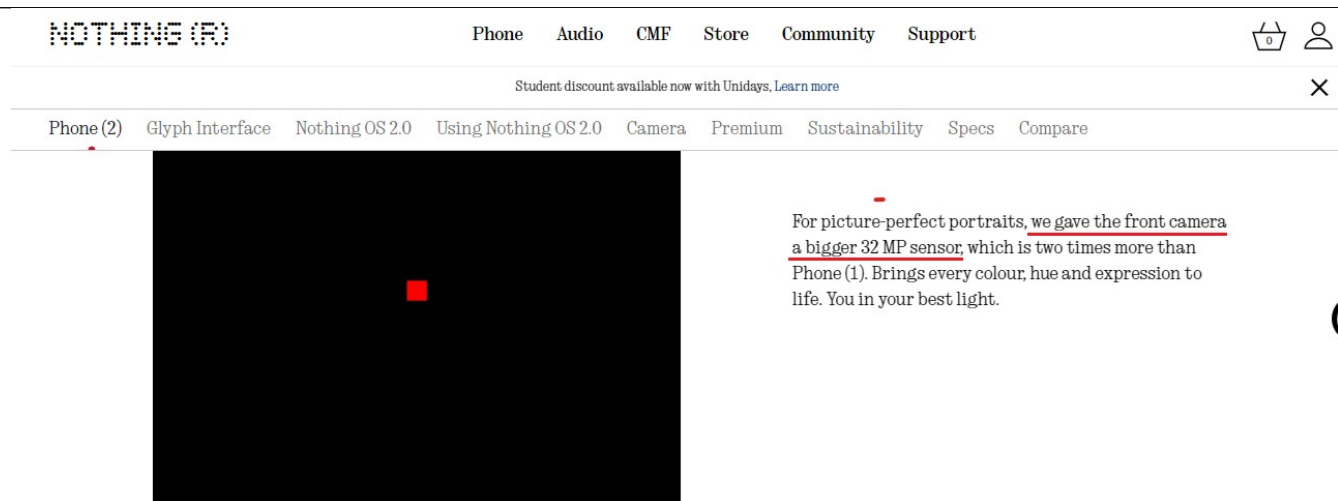 NOTHING (R)
Phone Audio CMF Store Community Support
0
Student discount available now with Unidays, Learn more
Phone (2) Glyph Interface Nothing OS 2.0 Using Nothing OS 2.0 Camera Premium Sustainability Specs Compare
For picture-perfect portraits, we gave the front camera
a bigger 32 MP sensor, which is two times more than
Phone (1). Brings every colour, hue and expression to
life. You in your best light.